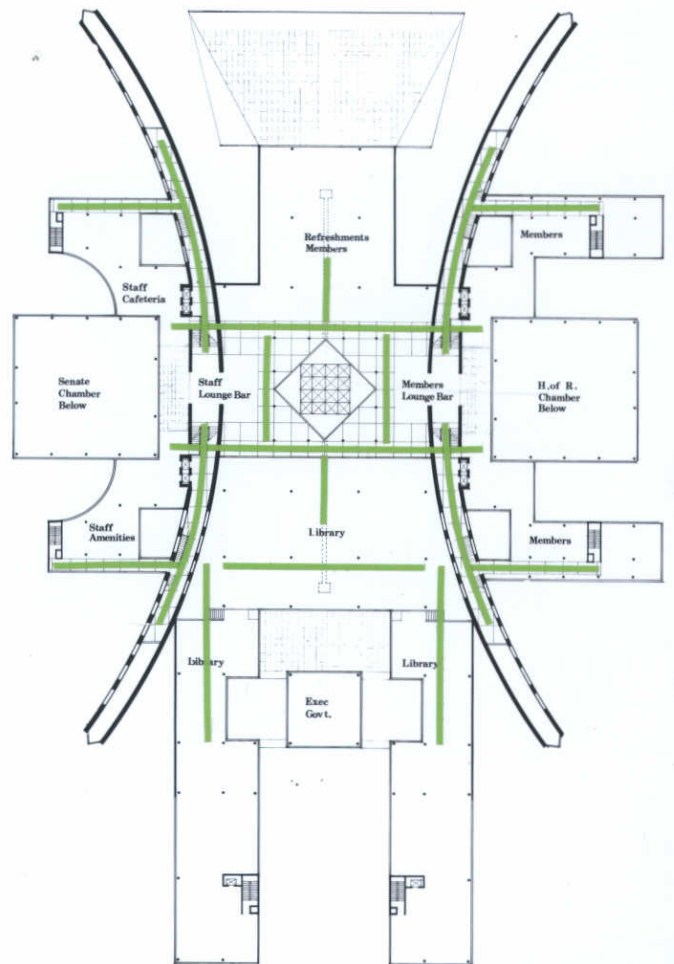 Refreshments
Members
Members
Staff
Cafeteria
Senate
Chamber
Below
Staff
Lounge Bar
Members
Lounge Bar
H. of R.
Chamber
Below
Staff
Amenities
Library
Members
Library
Library
Exec
Govt.